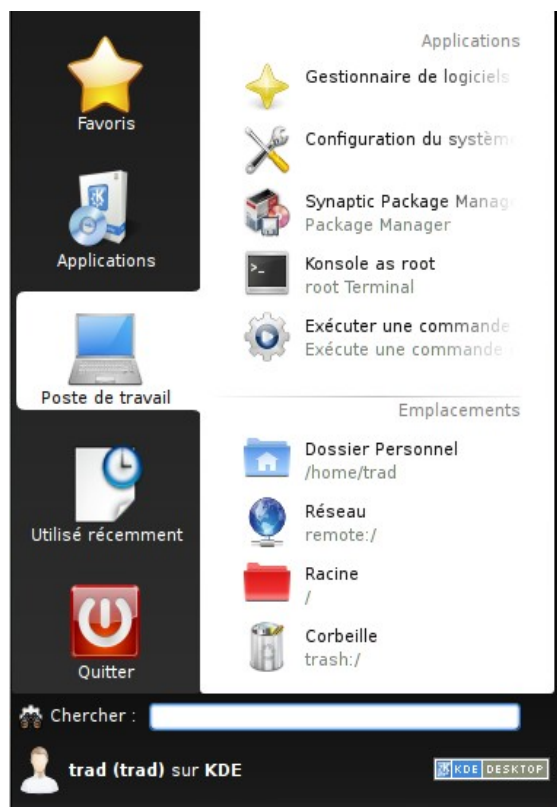 Favoris
Applications
Poste de travail
Utilisé récemment
Quitter
Applications
Gestionnaire de logiciels
Configuration du systèm
Synaptic Package Manag
Package Manager
>_
Konsole as root
root Terminal
Exécuter une commande
Exécute une commande
Emplacements
Dossier Personnel
/home/trad
Réseau
remote:/
Racine
/
Corbeille
trash:/
Chercher :
trad (trad) sur KDE
KDE DESKTOP